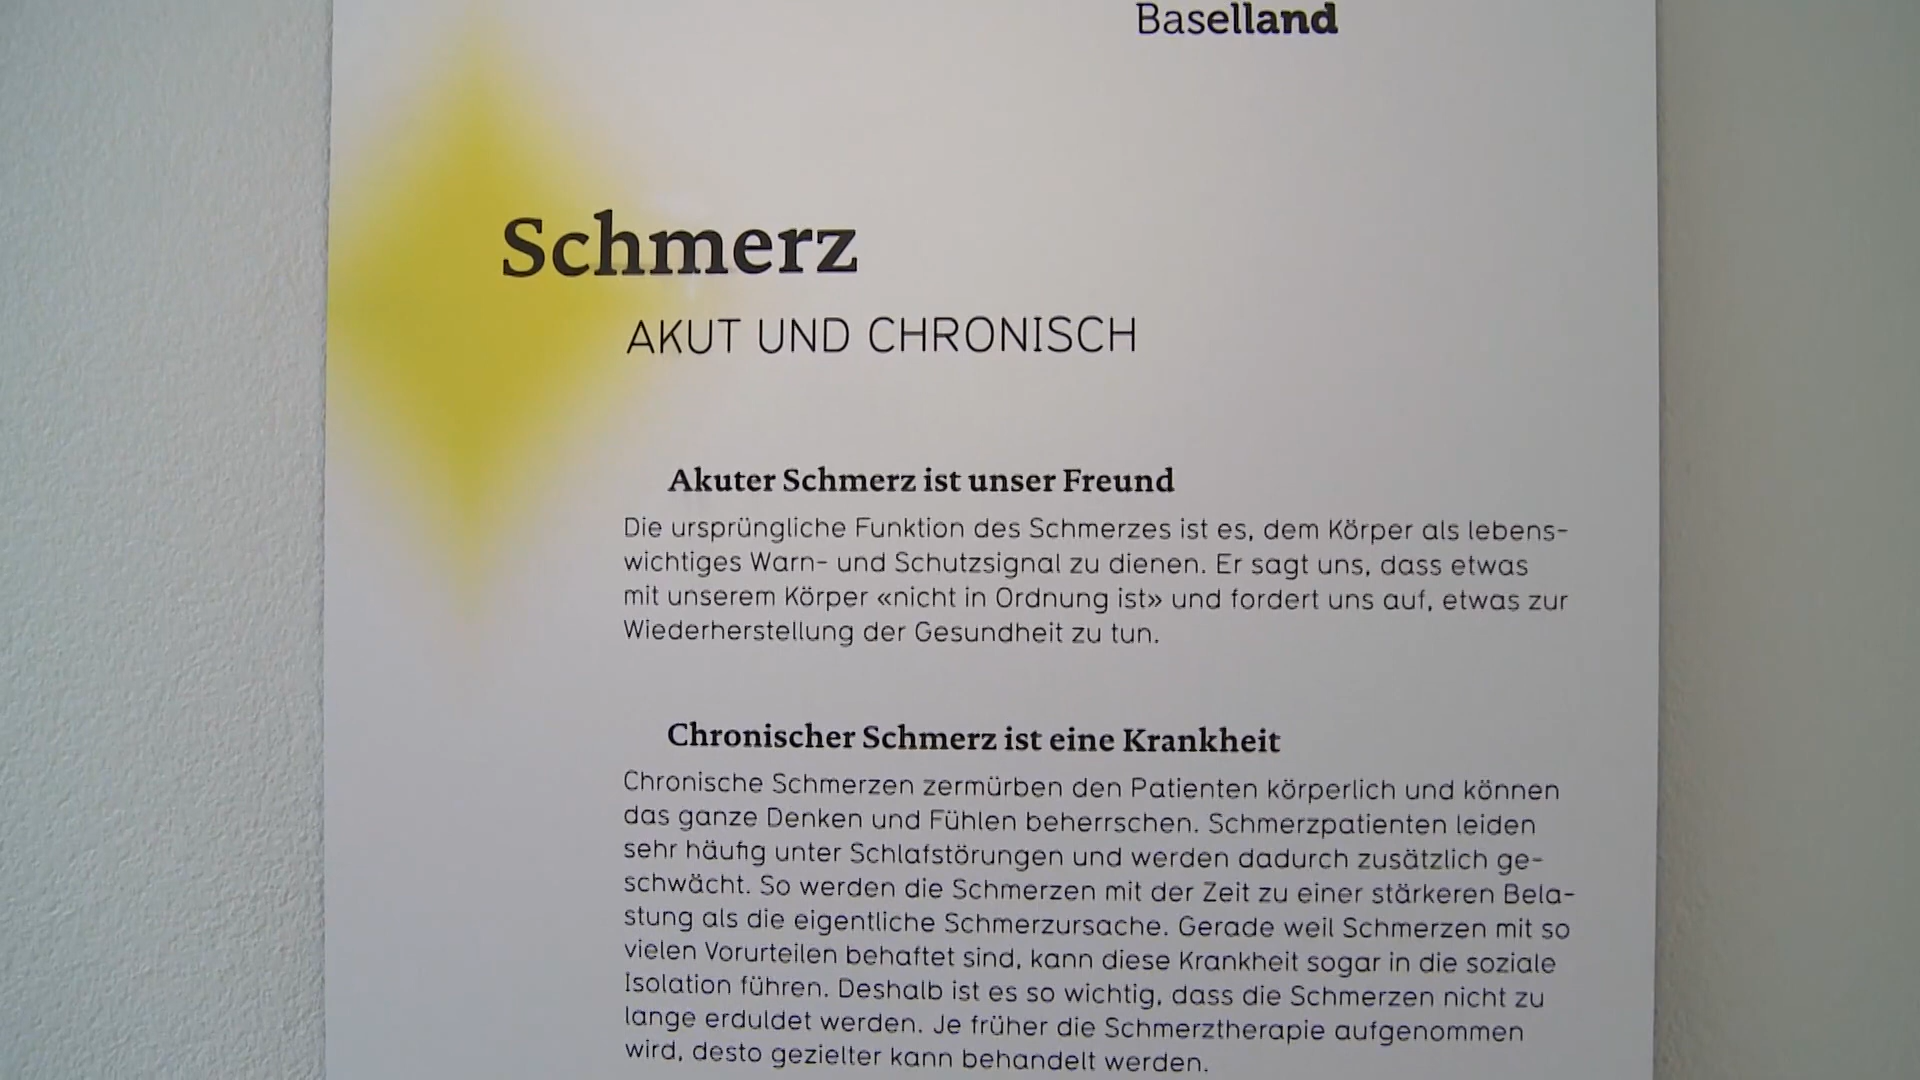 Baselland
Schmerz
AKUT UND CHRONISCH
Akuter Schmerz ist unser Freund
Die ursprüngliche Funktion des Schmerzes ist es, dem Körper als lebens-
wichtiges Warn- und Schutzsignal zu dienen. Er sagt uns, dass etwas
mit unserem Körper «nicht in Ordnung ist» und fordert uns auf, etwas zur
Wiederherstellung der Gesundheit zu tun.
Chronischer Schmerz ist eine Krankheit
Chronische Schmerzen zermürben den Patienten körperlich und können
das ganze Denken und Fühlen beherrschen. Schmerzpatienten leiden
sehr häufig unter Schlafstörungen und werden dadurch zusätzlich ge-
schwächt. So werden die Schmerzen mit der Zeit zu einer stärkeren Bela-
stung als die eigentliche Schmerzursache. Gerade weil Schmerzen mit so
vielen Vorurteilen behaftet sind, kann diese Krankheit sogar in die soziale
Isolation führen. Deshalb ist es so wichtig, dass die Schmerzen nicht zu
lange erduldet werden. Je früher die Schmerztherapie aufgenommen
wird, desto gezielter kann behandelt werden.